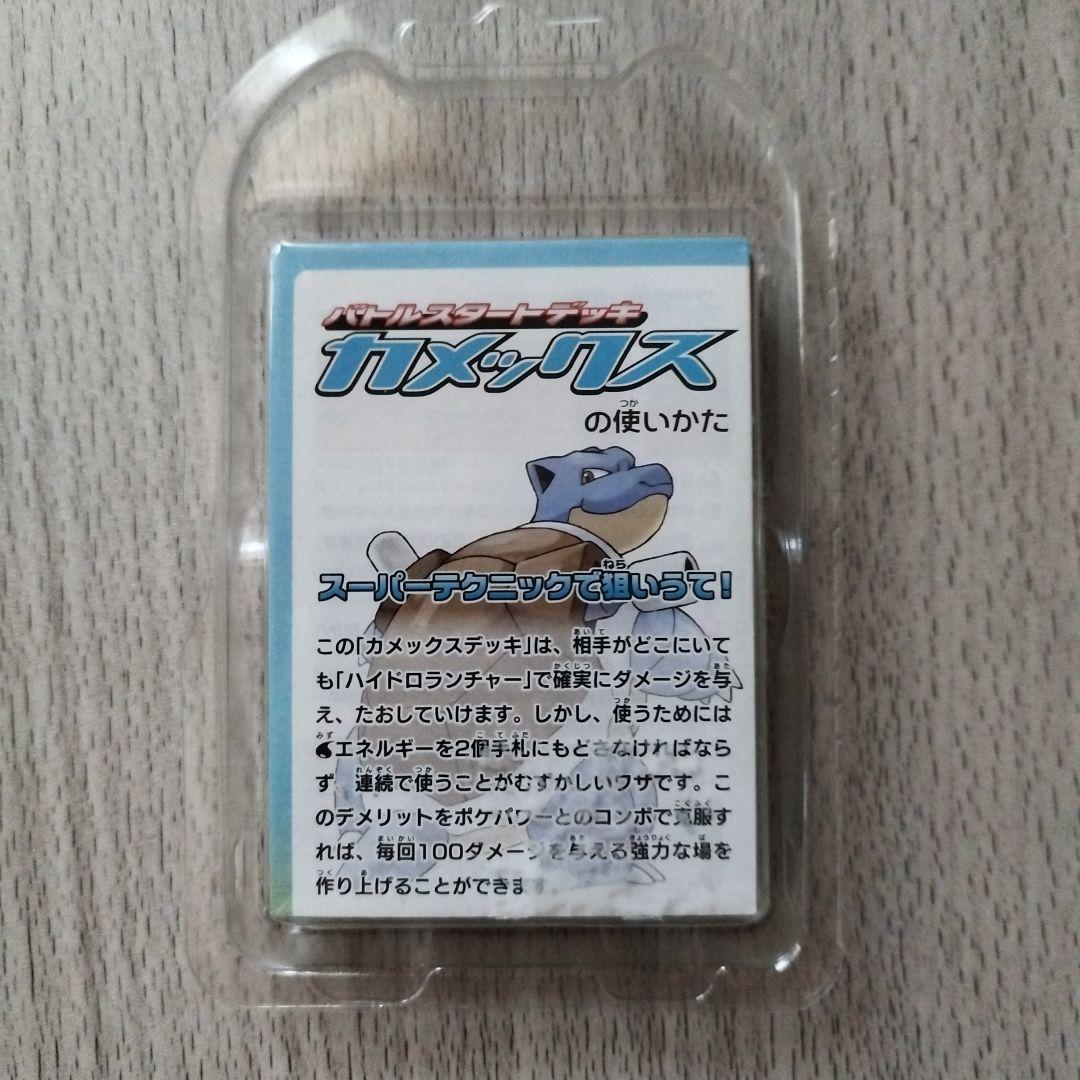 バトルスタートデッキ
カメックス
の使いかた
スーパーテクニックで狙いうて!
この「カメックスデッキ」は、相手がどこにいて
も「ハイドロランチャー」で確実にダメージを与
え、たおしていけます。しかし、使うためには
エネルギーを2個手札にもどさなければなら
ず、連続で使うことがむずかしいワザです。こ
のデメリットをポケパワーとのコンボで克服す
れば、毎回100ダメージを与える強力な場を
作り上げることができます。